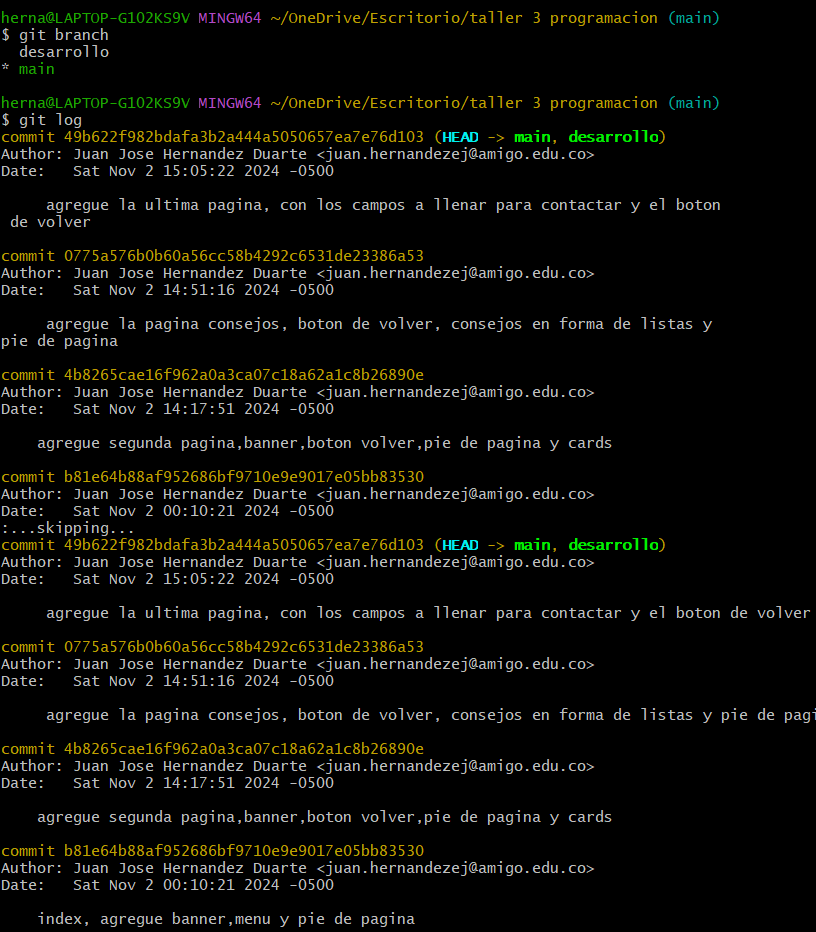 herna@LAPTOP-G1O2KS9V MINGW64 ~/OneDrive/Escritorio/taller 3 programacion (main)
$ git branch
  desarrollo
* main

herna@LAPTOP-G1O2KS9V MINGW64 ~/OneDrive/Escritorio/taller 3 programacion (main)
$ git log
commit 49b622f982bdafa3b2a444a5050657ea7e76d103 (HEAD -> main, desarrollo)
Author: Juan Jose Hernandez Duarte <juan.hernandezej@amigo.edu.co>
Date:   Sat Nov 2 15:05:22 2024 -0500

     agregue la ultima pagina, con los campos a llenar para contactar y el boton
 de volver

commit 0775a576b0b60a56cc58b4292c6531de23386a53
Author: Juan Jose Hernandez Duarte <juan.hernandezej@amigo.edu.co>
Date:   Sat Nov 2 14:51:16 2024 -0500

     agregue la pagina consejos, boton de volver, consejos en forma de listas y
pie de pagina

commit 4b8265cae16f962a0a3ca07c18a62a1c8b26890e
Author: Juan Jose Hernandez Duarte <juan.hernandezej@amigo.edu.co>
Date:   Sat Nov 2 14:17:51 2024 -0500

    agregue segunda pagina,banner,boton volver,pie de pagina y cards

commit b81e64b88af952686bf9710e9e9017e05bb83530
Author: Juan Jose Hernandez Duarte <juan.hernandezej@amigo.edu.co>
Date:   Sat Nov 2 00:10:21 2024 -0500
:...skipping...
commit 49b622f982bdafa3b2a444a5050657ea7e76d103 (HEAD -> main, desarrollo)
Author: Juan Jose Hernandez Duarte <juan.hernandezej@amigo.edu.co>
Date:   Sat Nov 2 15:05:22 2024 -0500

     agregue la ultima pagina, con los campos a llenar para contactar y el boton de volver

commit 0775a576b0b60a56cc58b4292c6531de23386a53
Author: Juan Jose Hernandez Duarte <juan.hernandezej@amigo.edu.co>
Date:   Sat Nov 2 14:51:16 2024 -0500

     agregue la pagina consejos, boton de volver, consejos en forma de listas y pie de pagi

commit 4b8265cae16f962a0a3ca07c18a62a1c8b26890e
Author: Juan Jose Hernandez Duarte <juan.hernandezej@amigo.edu.co>
Date:   Sat Nov 2 14:17:51 2024 -0500

    agregue segunda pagina,banner,boton volver,pie de pagina y cards

commit b81e64b88af952686bf9710e9e9017e05bb83530
Author: Juan Jose Hernandez Duarte <juan.hernandezej@amigo.edu.co>
Date:   Sat Nov 2 00:10:21 2024 -0500

    index, agregue banner,menu y pie de pagina